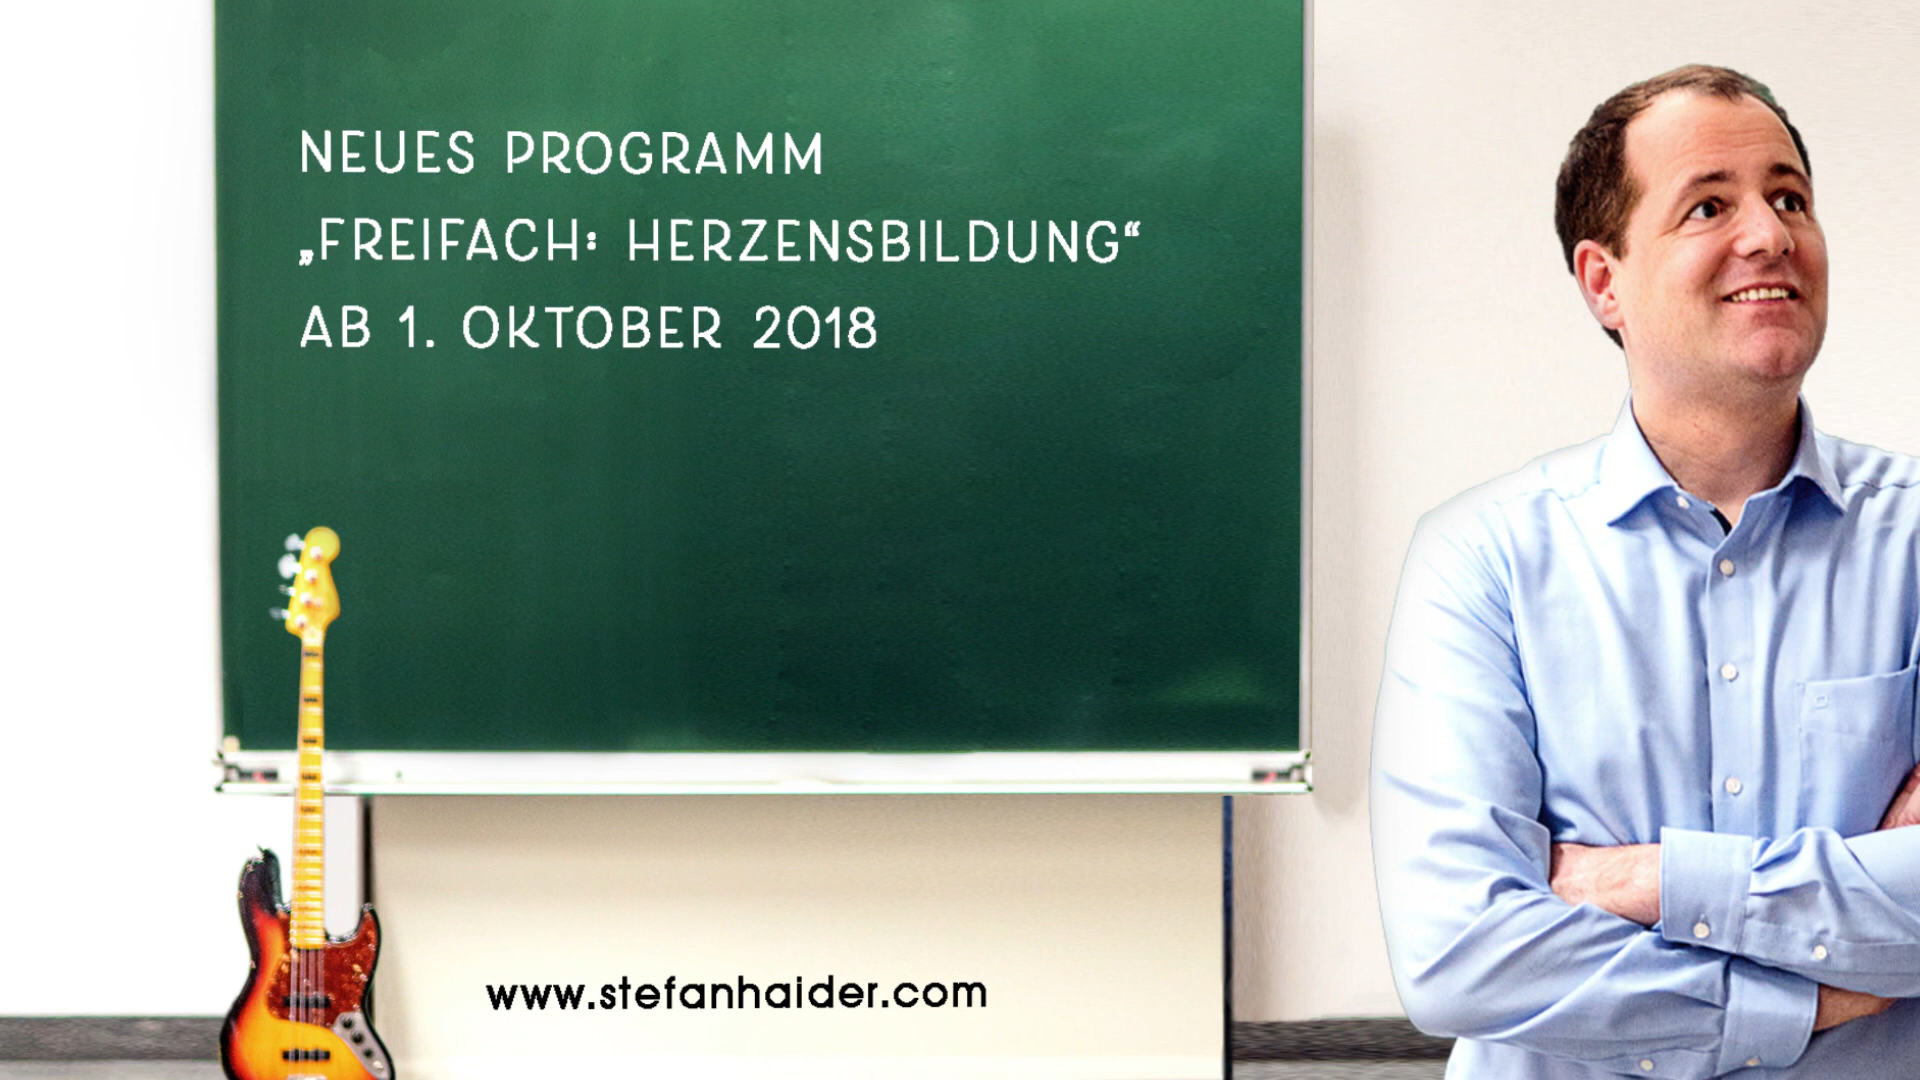 NEUES PROGRAMM
„FREIFACH: HERZENSBILDUNG“
AB 1. OKTOBER 2018
www.stefanhaider.com